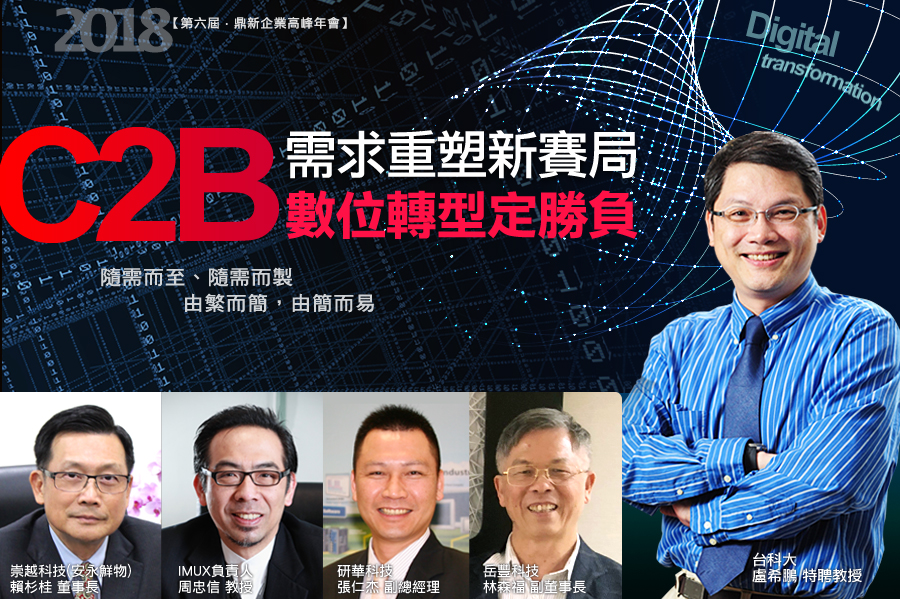 2018【第六屆．鼎新企業高峰年會】
Digital
transformation
C2B
需求重塑新賽局
數位轉型定勝負
隨需而至、隨需而製
由繁而簡，由簡而易
崇越科技(安永鮮物)
賴杉桂 董事長
IMUX負責人
周忠信 教授
研華科技
張仁杰 副總經理
岳豐科技
林森福 副董事長
台科大
盧希鵬 特聘教授